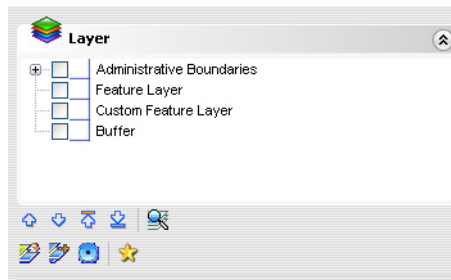 Layer
Administrative Boundaries
Feature Layer
Custom Feature Layer
Buffer